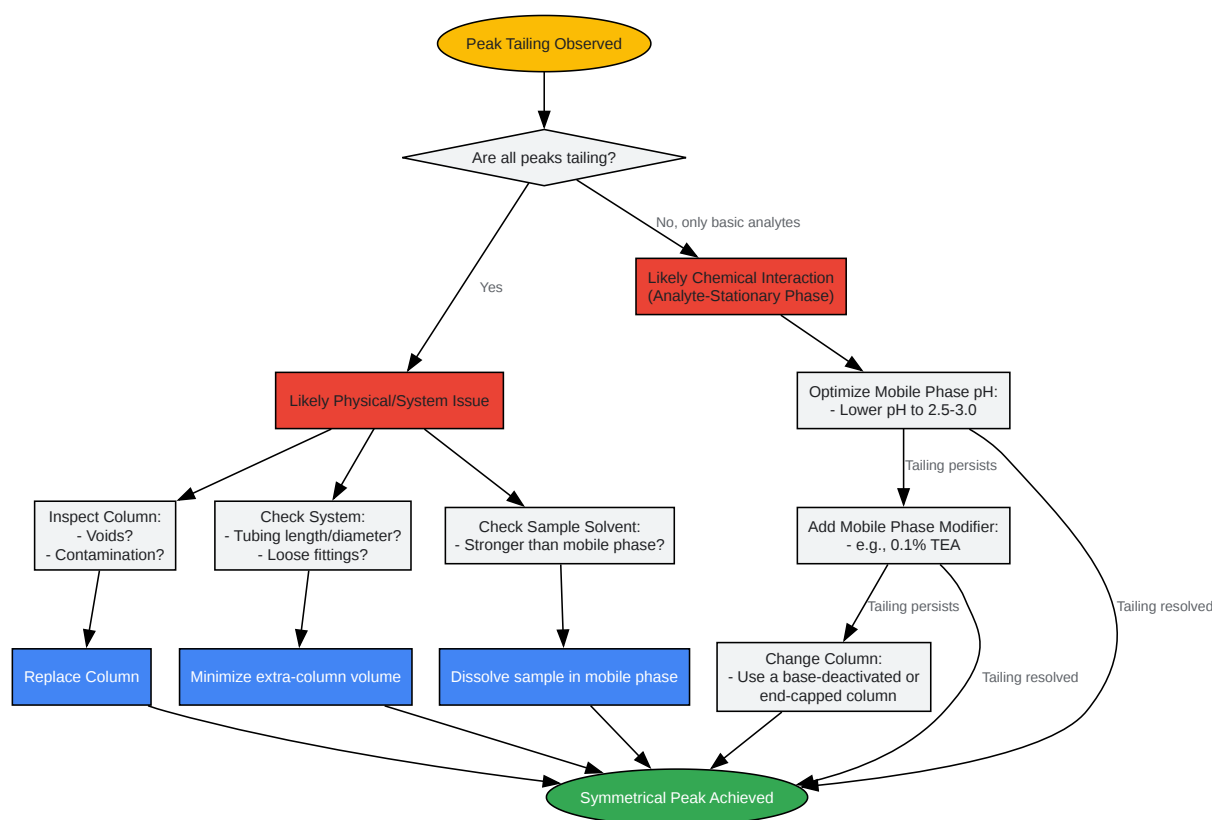 Peak Tailing Observed
Are all peaks tailing?
No, only basic analytes
Likely Chemical Interaction
(Analyte-Stationary Phase)
Yes
Likely Physical/System Issue
Optimize Mobile Phase pH:
- Lower pH to 2.5-3.0
Tailing persists
Inspect Column:
- Voids?
- Contamination?
Check System:
- Tubing length/diameter?
- Loose fittings?
Check Sample Solvent:
- Stronger than mobile phase?
Add Mobile Phase Modifier:
- e.g., 0.1% TEA
Tailing persists
Tailing resolved
Replace Column
Minimize extra-column volume
Dissolve sample in mobile phase
Change Column:
- Use a base-deactivated or
end-capped column
Tailing resolved
Symmetrical Peak Achieved